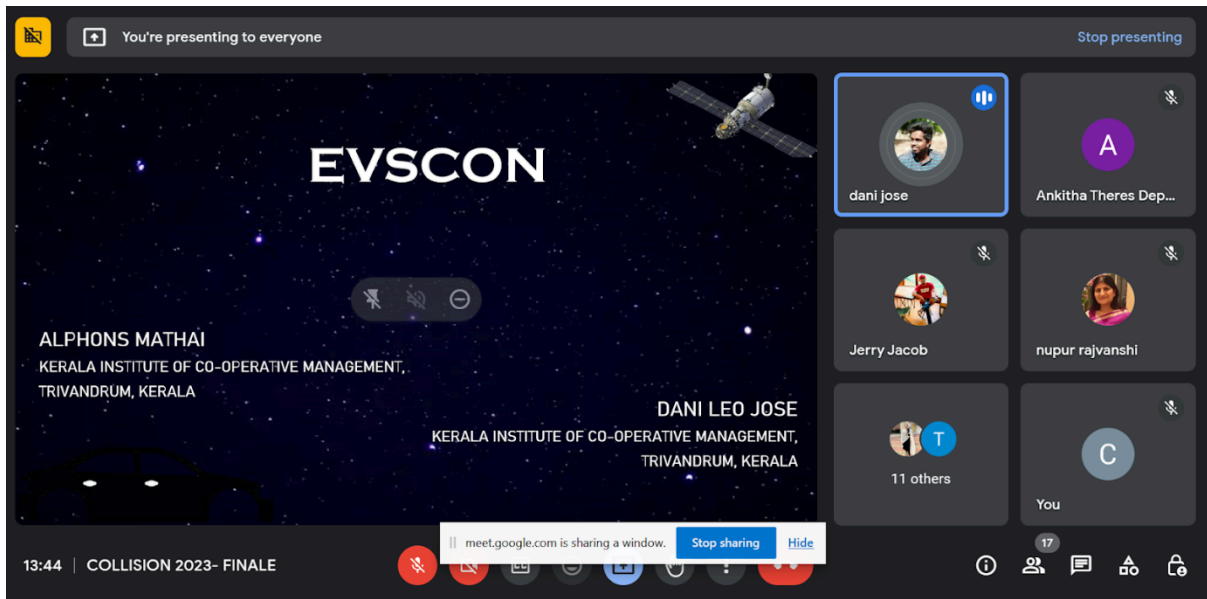 You're presenting to everyone
Stop presenting
EVSCON
ALPHONS MATHAI
KERALA INSTITUTE OF CO-OPERATIVE MANAGEMENT,
TRIVANDRUM, KERALA
DANI LEO JOSE
KERALA INSTITUTE OF CO-OPERATIVE MANAGEMENT,
TRIVANDRUM, KERALA
dani jose
A
Ankitha Theres Dep...
Jerry Jacob
nupur rajvanshi
T
11 others
C
You
meet.google.com is sharing a window.
Stop sharing
Hide
13:44 | COLLISION 2023- FINALE
17